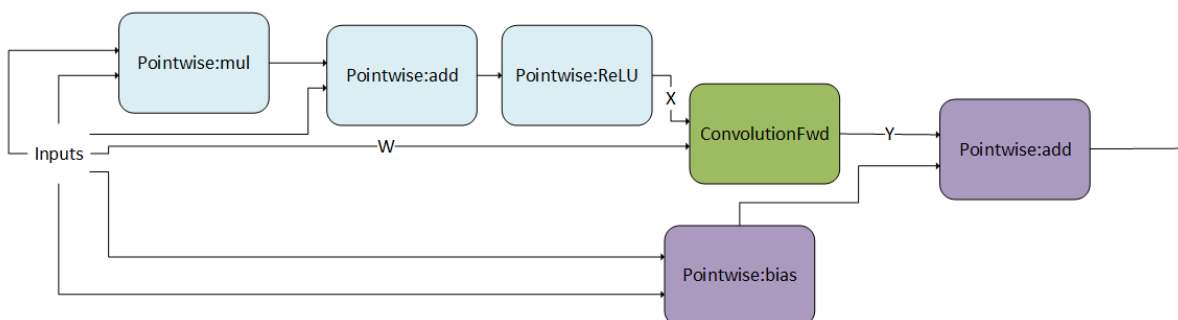 Pointwise:mul
Pointwise:add
Pointwise:ReLU
X
ConvolutionFwd
Y
Pointwise:add
Inputs
W
Pointwise:bias